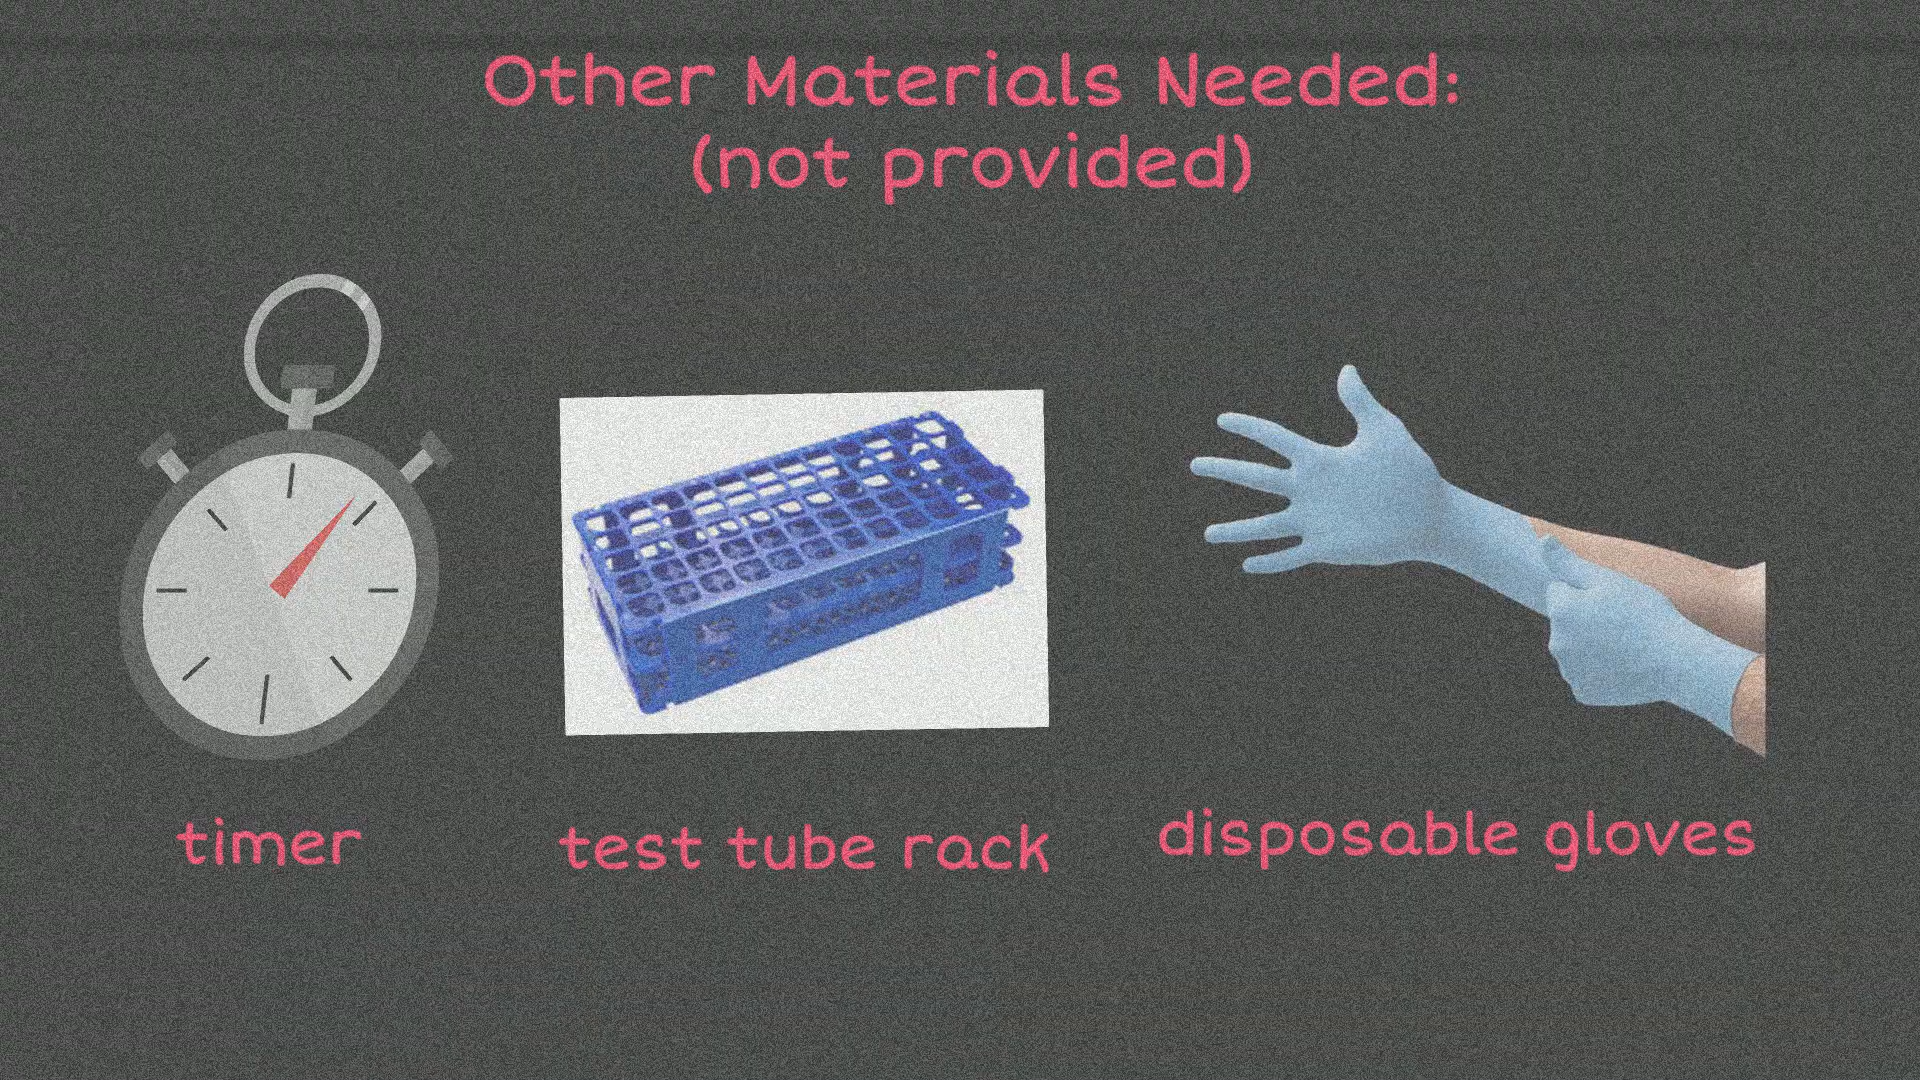 Other Materials Needed:
(not provided)
timer
test tube rack
disposable gloves